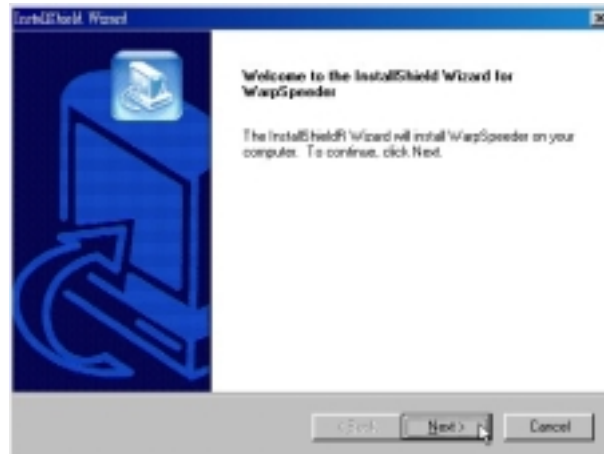 InstallShield Wizard
Welcome to the InstallShield Wizard for
WarpSpeeder
The InstallShieldR Wizard will install WarpSpeeder on your
computer. To continue, click Next.
< Back
Next >
Cancel